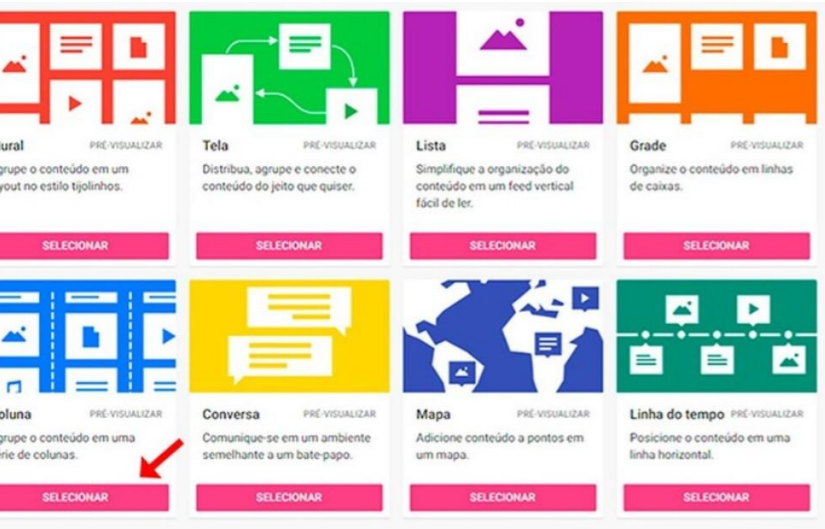 ural PRÉ-VISUALIZAR
grupe o conteúdo em um
yout no estilo tijolinhos.
SELECIONAR
Tela PRÉ-VISUALIZAR
Distribua, agrupe e conecte o
conteúdo do jeito que quiser.
SELECIONAR
Lista PRÉ-VISUALIZAR
Simplifique a organização do
conteúdo em um feed vertical
fácil de ler.
SELECIONAR
Grade PRÉ-VISUALIZAR
Organize o conteúdo em linhas
de caixas.
SELECIONAR
oluna PRÉ-VISUALIZAR
grupe o conteúdo em uma
érie de colunas.
SELECIONAR
Conversa PRÉ-VISUALIZAR
Comunique-se em um ambiente
semelhante a um bate-papo.
SELECIONAR
Mapa PRÉ-VISUALIZAR
Adicione conteúdo a pontos em
um mapa.
SELECIONAR
Linha do tempo PRÉ-VISUALIZAR
Posicione o conteúdo em uma
linha horizontal.
SELECIONAR